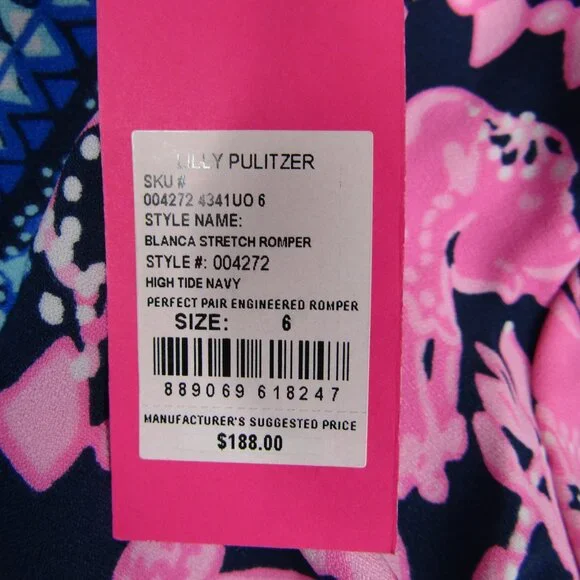 LILLY PULITZER
SKU #
004272 4341UO 6
STYLE NAME:
BLANCA STRETCH ROMPER
STYLE #: 004272
HIGH TIDE NAVY
PERFECT PAIR ENGINEERED ROMPER
SIZE: 6
889069 618247
MANUFACTURER'S SUGGESTED PRICE
$188.00